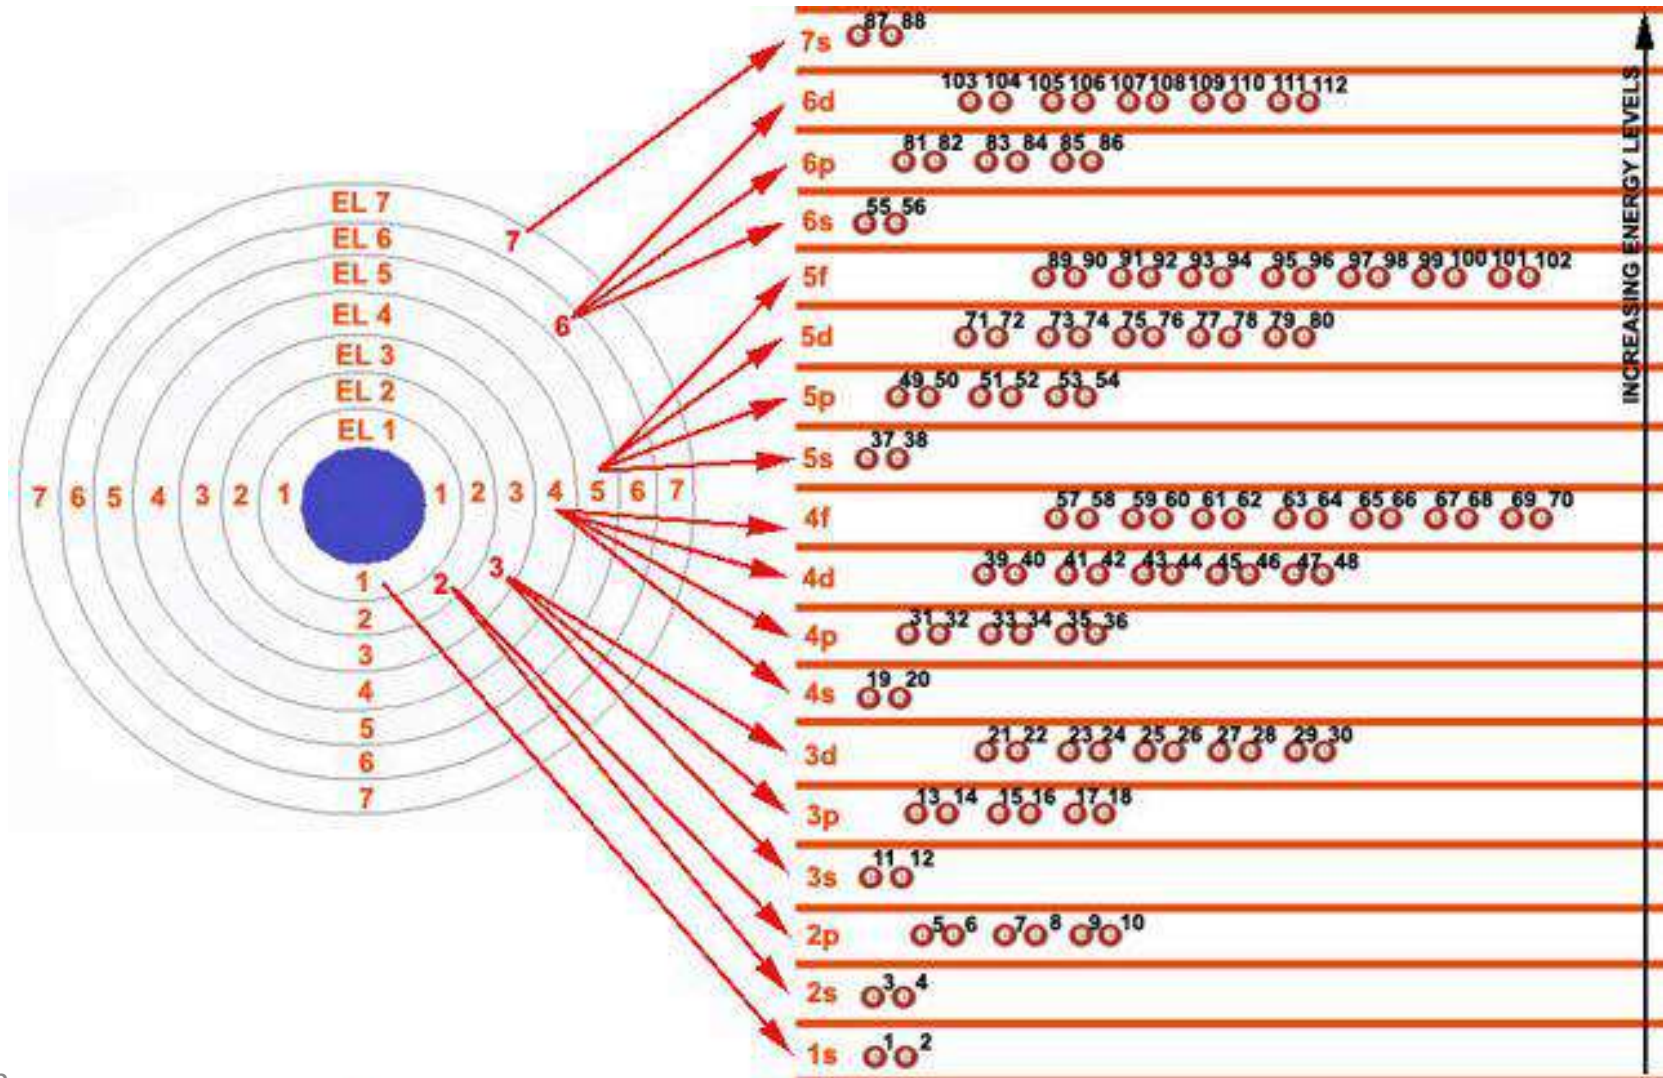 EL 7
EL 6
EL 5
EL 4
EL 3
EL 2
EL 1
7 6 5 4 3 2 1 1 2 3 4 5 6 7
1
2
3
4
5
6
7
7
6
3
2
7s 87 88
6d 103 104 105 106 107 108 109 110 111 112
6p 81 82 83 84 85 86
6s 55 56
5f 89 90 91 92 93 94 95 96 97 98 99 100 101 102
5d 71 72 73 74 75 76 77 78 79 80
5p 49 50 51 52 53 54
5s 37 38
4f 57 58 59 60 61 62 63 64 65 66 67 68 69 70
4d 39 40 41 42 43 44 45 46 47 48
4p 31 32 33 34 35 36
4s 19 20
3d 21 22 23 24 25 26 27 28 29 30
3p 13 14 15 16 17 18
3s 11 12
2p 5 6 7 8 9 10
2s 3 4
1s 1 2
INCREASING ENERGY LEVELS